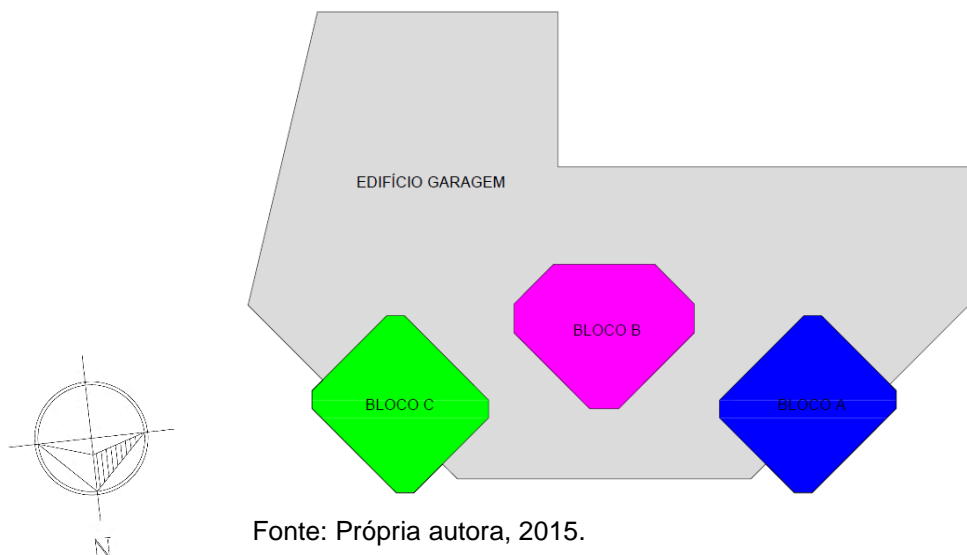 EDIFÍCIO GARAGEM
BLOCO B
BLOCO C
BLOCO A
N
Fonte: Própria autora, 2015.